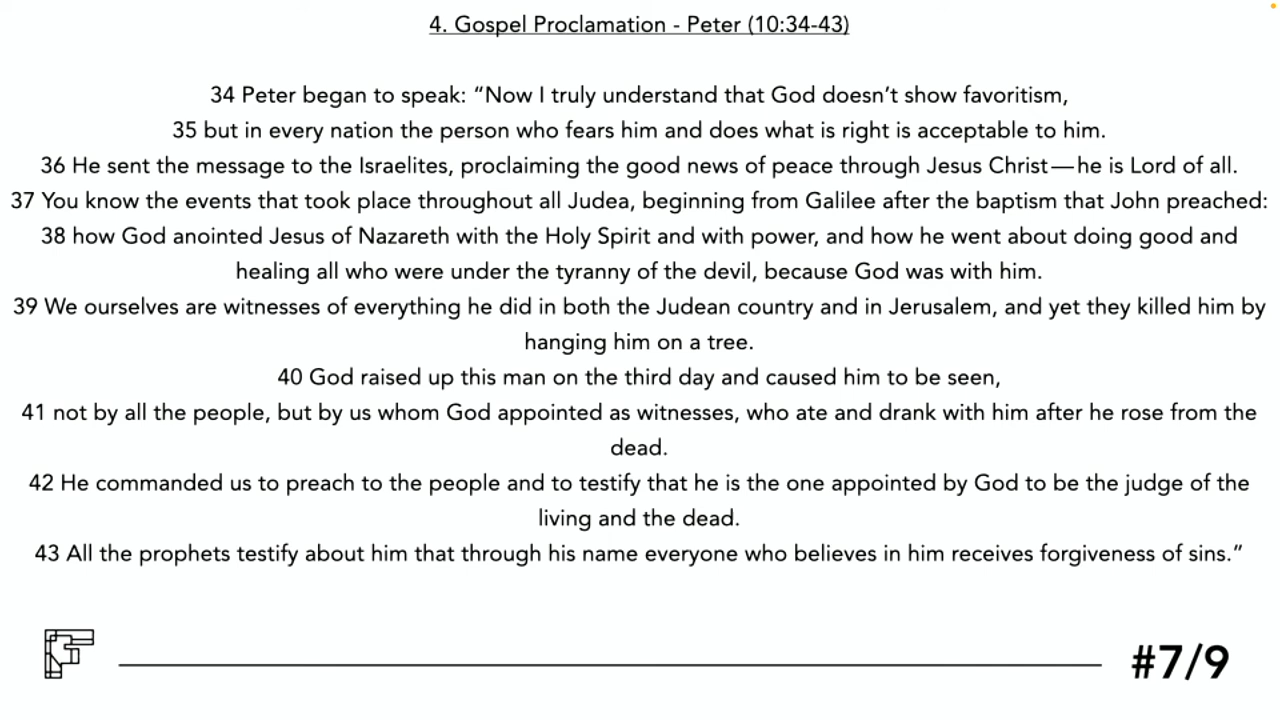 4. Gospel Proclamation - Peter (10:34-43)
34 Peter began to speak: “Now I truly understand that God doesn’t show favoritism,
35 but in every nation the person who fears him and does what is right is acceptable to him.
36 He sent the message to the Israelites, proclaiming the good news of peace through Jesus Christ—he is Lord of all.
37 You know the events that took place throughout all Judea, beginning from Galilee after the baptism that John preached:
38 how God anointed Jesus of Nazareth with the Holy Spirit and with power, and how he went about doing good and
healing all who were under the tyranny of the devil, because God was with him.
39 We ourselves are witnesses of everything he did in both the Judean country and in Jerusalem, and yet they killed him by
hanging him on a tree.
40 God raised up this man on the third day and caused him to be seen,
41 not by all the people, but by us whom God appointed as witnesses, who ate and drank with him after he rose from the
dead.
42 He commanded us to preach to the people and to testify that he is the one appointed by God to be the judge of the
living and the dead.
43 All the prophets testify about him that through his name everyone who believes in him receives forgiveness of sins.”
#7/9